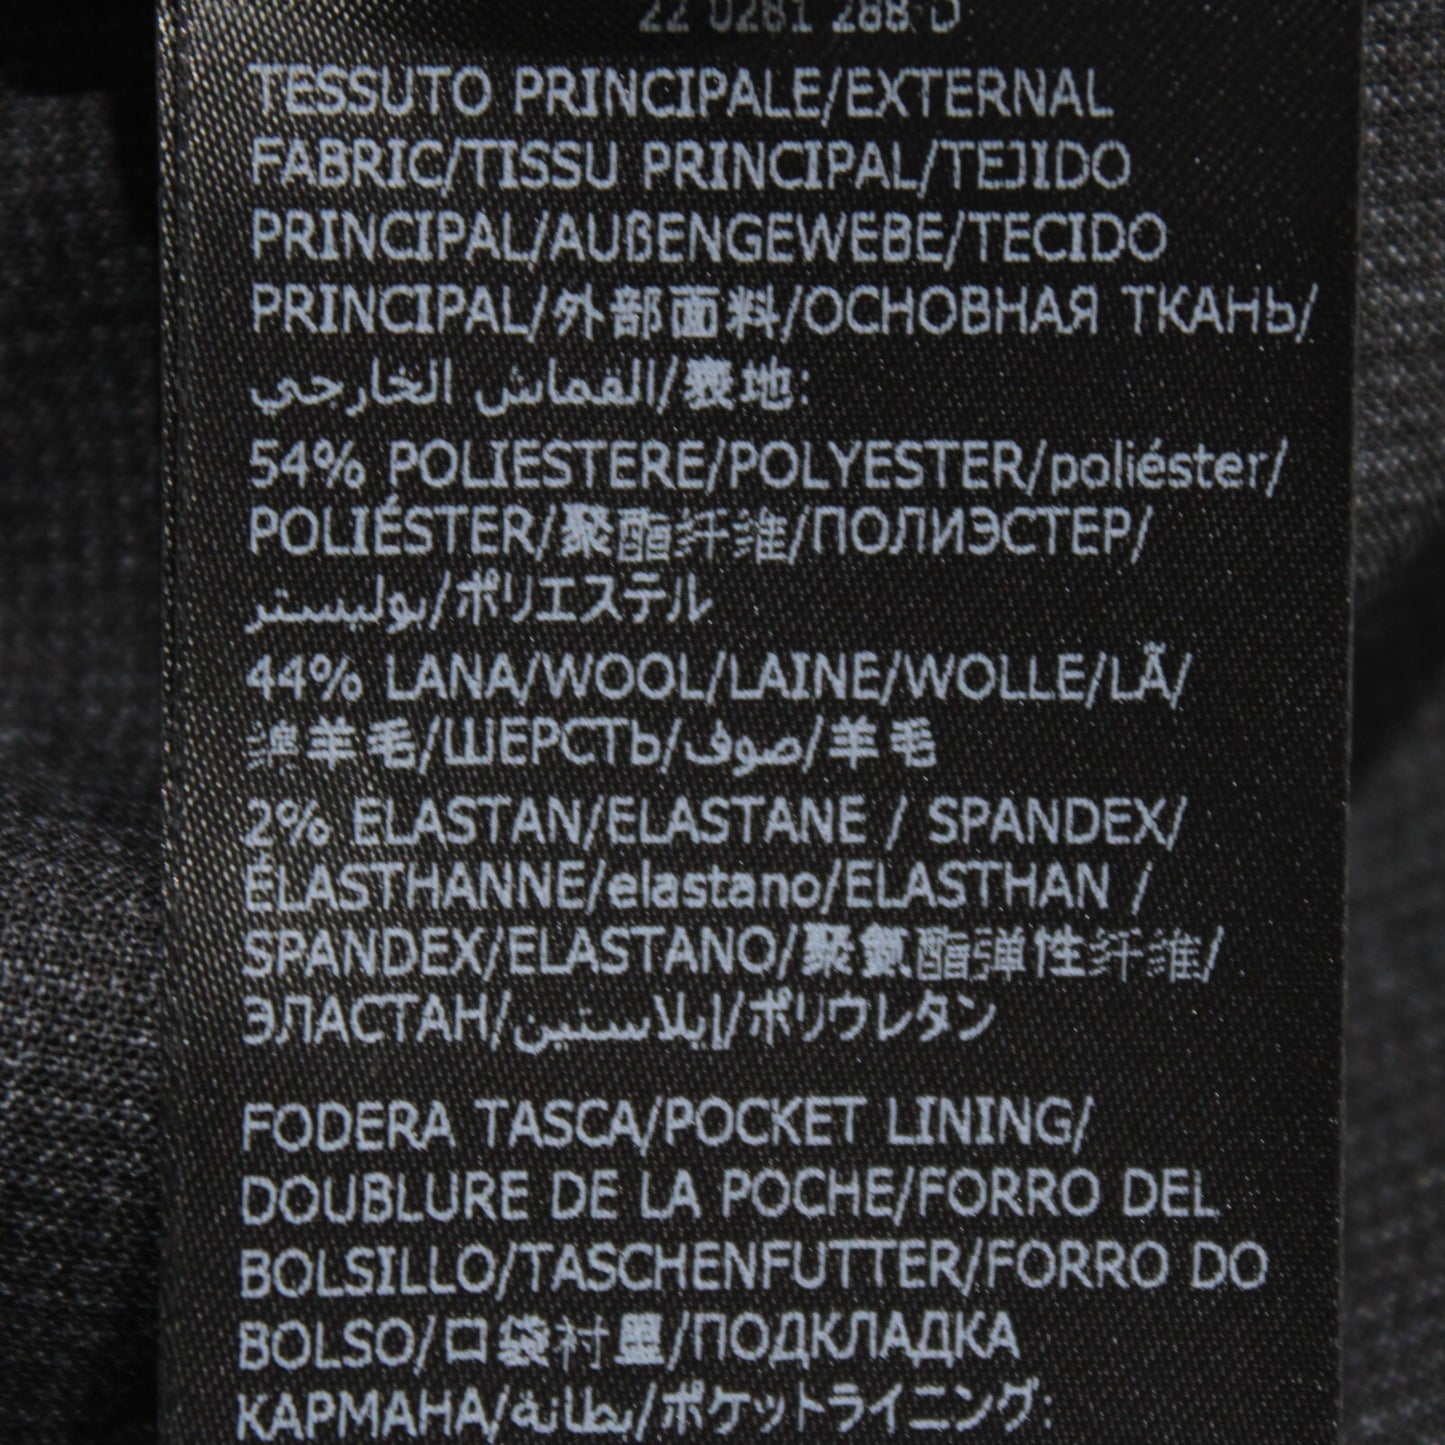 22 0281 288 D
TESSUTO PRINCIPALE/EXTERNAL
FABRIC/TISSU PRINCIPAL/TEJIDO
PRINCIPAL/AUßENGEWEBE/TECIDO
PRINCIPAL/外部面料/ОСНОВНАЯ ТКАНЬ/
القماش الخارجي/表地:
54% POLIESTERE/POLYESTER/poliéster/
POLIÉSTER/聚酯纤维/ПОЛИЭСТЕР/
بوليستر/ポリエステル
44% LANA/WOOL/LAINE/WOLLE/LÃ/
绵羊毛/ШЕРСТЬ/صوف/羊毛
2% ELASTAN/ELASTANE / SPANDEX/
ÉLASTHANNE/elastano/ELASTHAN /
SPANDEX/ELASTANO/聚氨酯弹性纤维/
ЭЛАСТАН/إيلاستين/ポリウレタン
FODERA TASCA/POCKET LINING/
DOUBLURE DE LA POCHE/FORRO DEL
BOLSILLO/TASCHENFUTTER/FORRO DO
BOLSO/口袋衬里/ПОДКЛАДКА
КАРМАНА/بطانة/ポケットライニング: